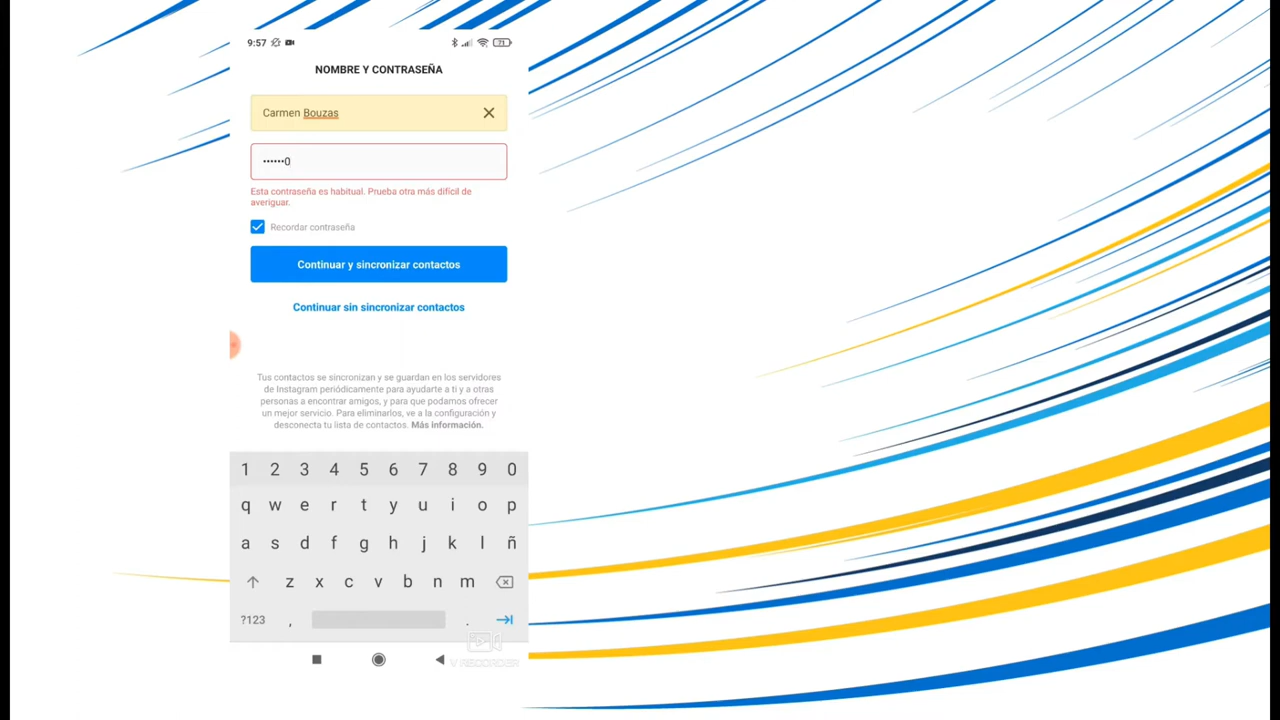 9:57 71
NOMBRE Y CONTRASEÑA
Carmen Bouzas
••••••0
Esta contraseña es habitual. Prueba otra más difícil de
averiguar.
Recordar contraseña
Continuar y sincronizar contactos
Continuar sin sincronizar contactos
Tus contactos se sincronizan y se guardan en los servidores
de Instagram periódicamente para ayudarte a ti y a otras
personas a encontrar amigos, y para que podamos ofrecer
un mejor servicio. Para eliminarlos, ve a la configuración y
desconecta tu lista de contactos. Más información.
1 2 3 4 5 6 7 8 9 0
q w e r t y u i o p
a s d f g h j k l ñ
z x c v b n m
?123 , .
V RECORDER